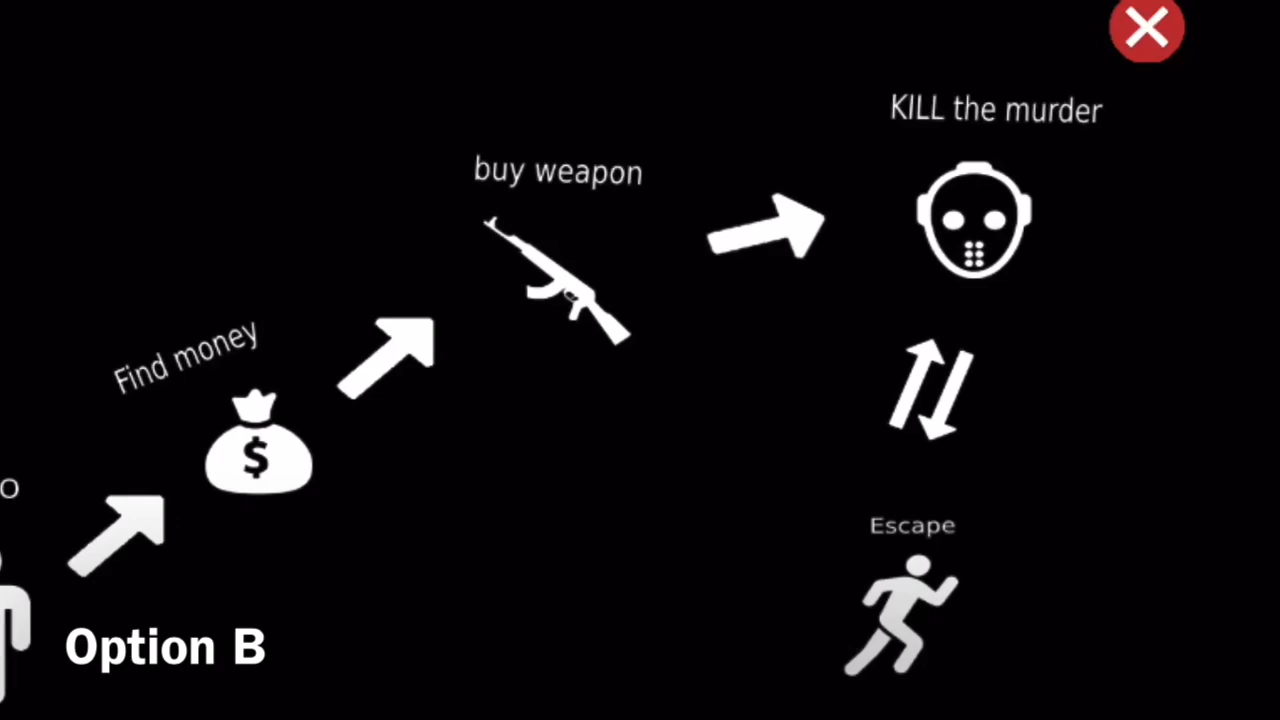 KILL the murder
buy weapon
Find money
$
o
Escape
Option B